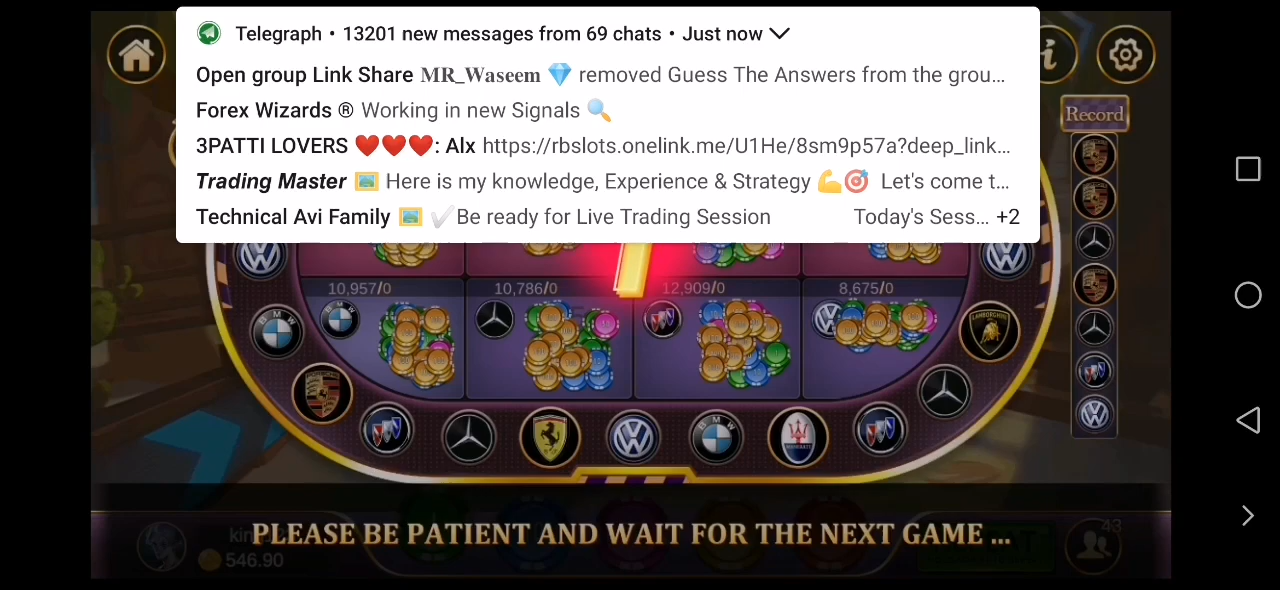 Telegraph • 13201 new messages from 69 chats • Just now
Open group Link Share MR_Waseem 💎 removed Guess The Answers from the grou…
Forex Wizards ® Working in new Signals 🔍
3PATTI LOVERS ❤️❤️❤️: Alx https://rbslots.onelink.me/U1He/8sm9p57a?deep_link…
Trading Master 🖼️ Here is my knowledge, Experience & Strategy 💪🎯 Let's come t…
Technical Avi Family 🖼️ ✔️Be ready for Live Trading Session Today's Sess… +2
i
Record
10,957/0 10,786/0 12,909/0 8,675/0
BMW
LAMBORGHINI
PLEASE BE PATIENT AND WAIT FOR THE NEXT GAME ...
43
546.90